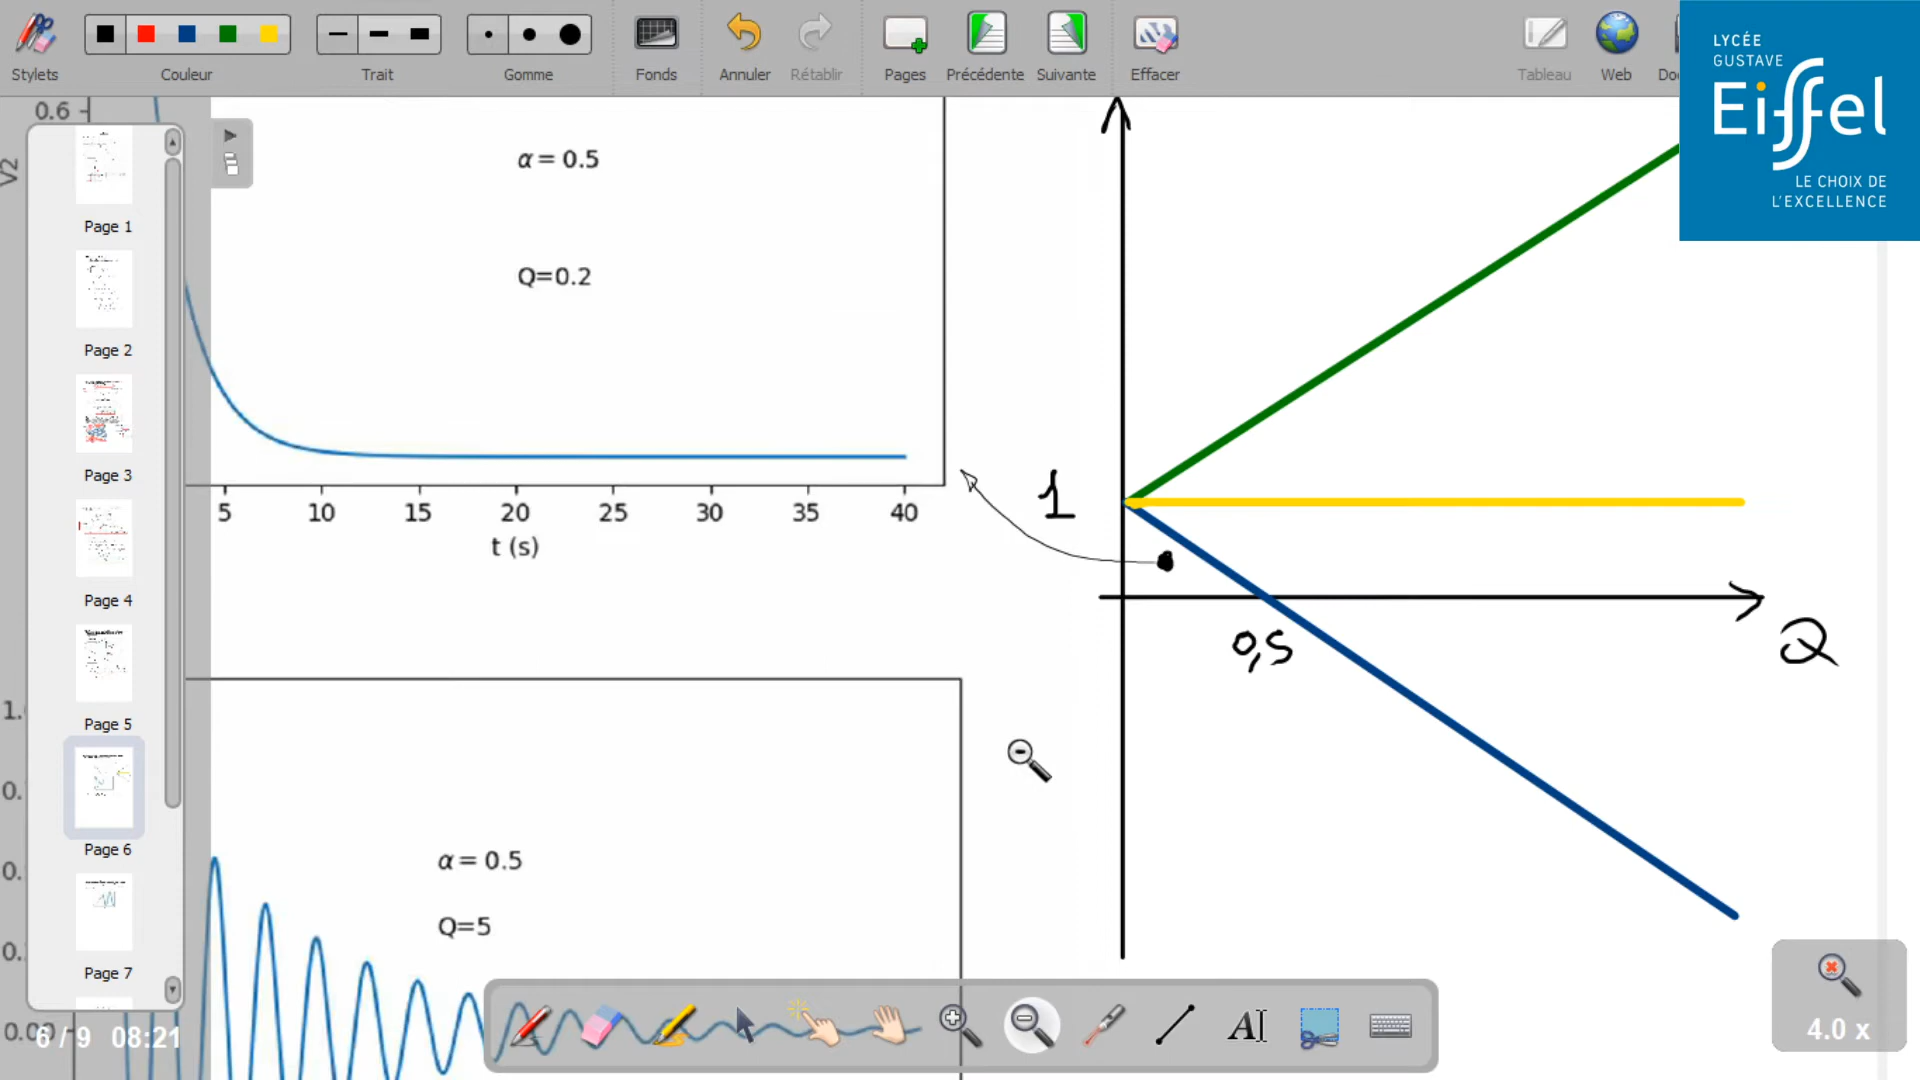 Stylets
Couleur
Trait
Gomme
Fonds
Annuler
Rétablir
Pages
Précédente
Suivante
Effacer
Tableau
Web
LYCÉE
GUSTAVE
Eiffel
LE CHOIX DE
L'EXCELLENCE
0.6
V2
α = 0.5
Q=0.2
5 10 15 20 25 30 35 40
t (s)
1
0,5
Q
α = 0.5
Q=5
Page 1
Page 2
Page 3
Page 4
Page 5
Page 6
Page 7
6 / 9 08:21
4.0 x